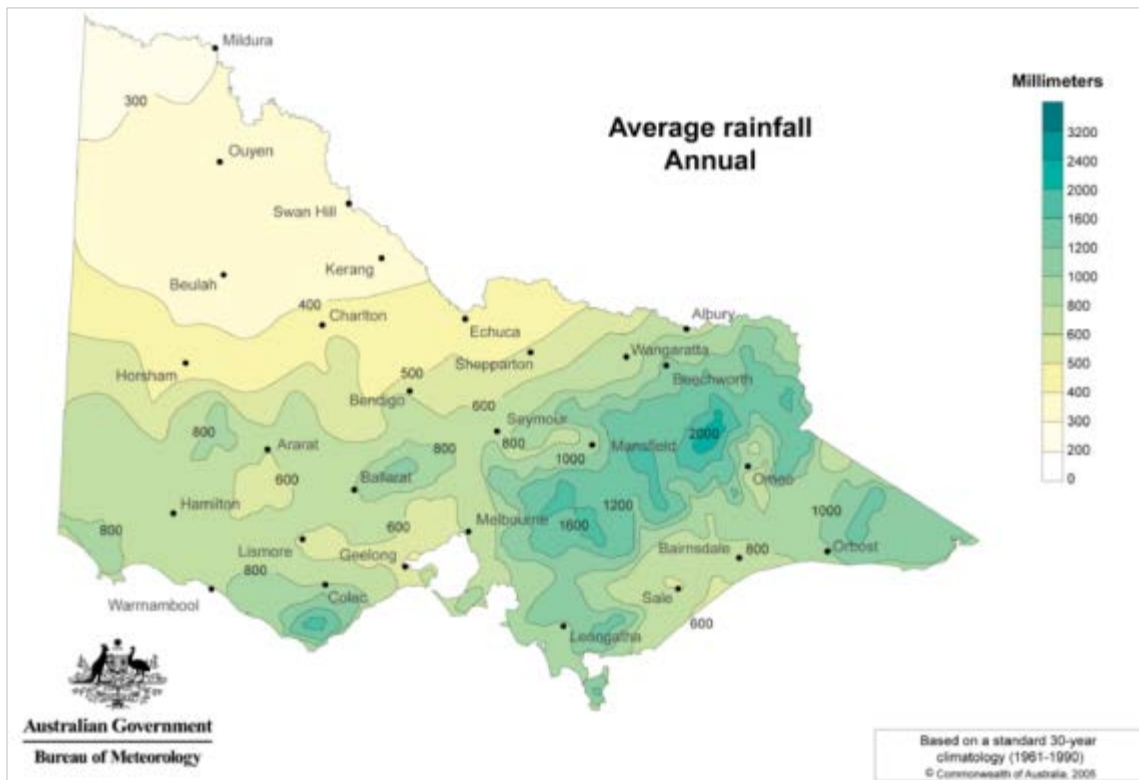 Average rainfall
Annual
Millimeters
3200
2400
2000
1600
1200
1000
800
600
500
400
300
200
0
Mildura
300
Ouyen
Swan Hill
Kerang
Beulah
400
Charlton
Echuca
Albury
Shepparton
Wangaratta
Horsham
Beechworth
500
Bendigo
600
Seymour
800
Ararat
800
800
Mansfield
2000
1000
Omeo
600
Ballarat
1200
Hamilton
600
Melbourne
1600
1000
800
Lismore
Geelong
Bairnsdale
800
Orbost
800
Colac
Sale
Warrnambool
600
Leongatha
Australian Government
Bureau of Meteorology
Based on a standard 30-year
climatology (1961-1990)
© Commonwealth of Australia, 2005